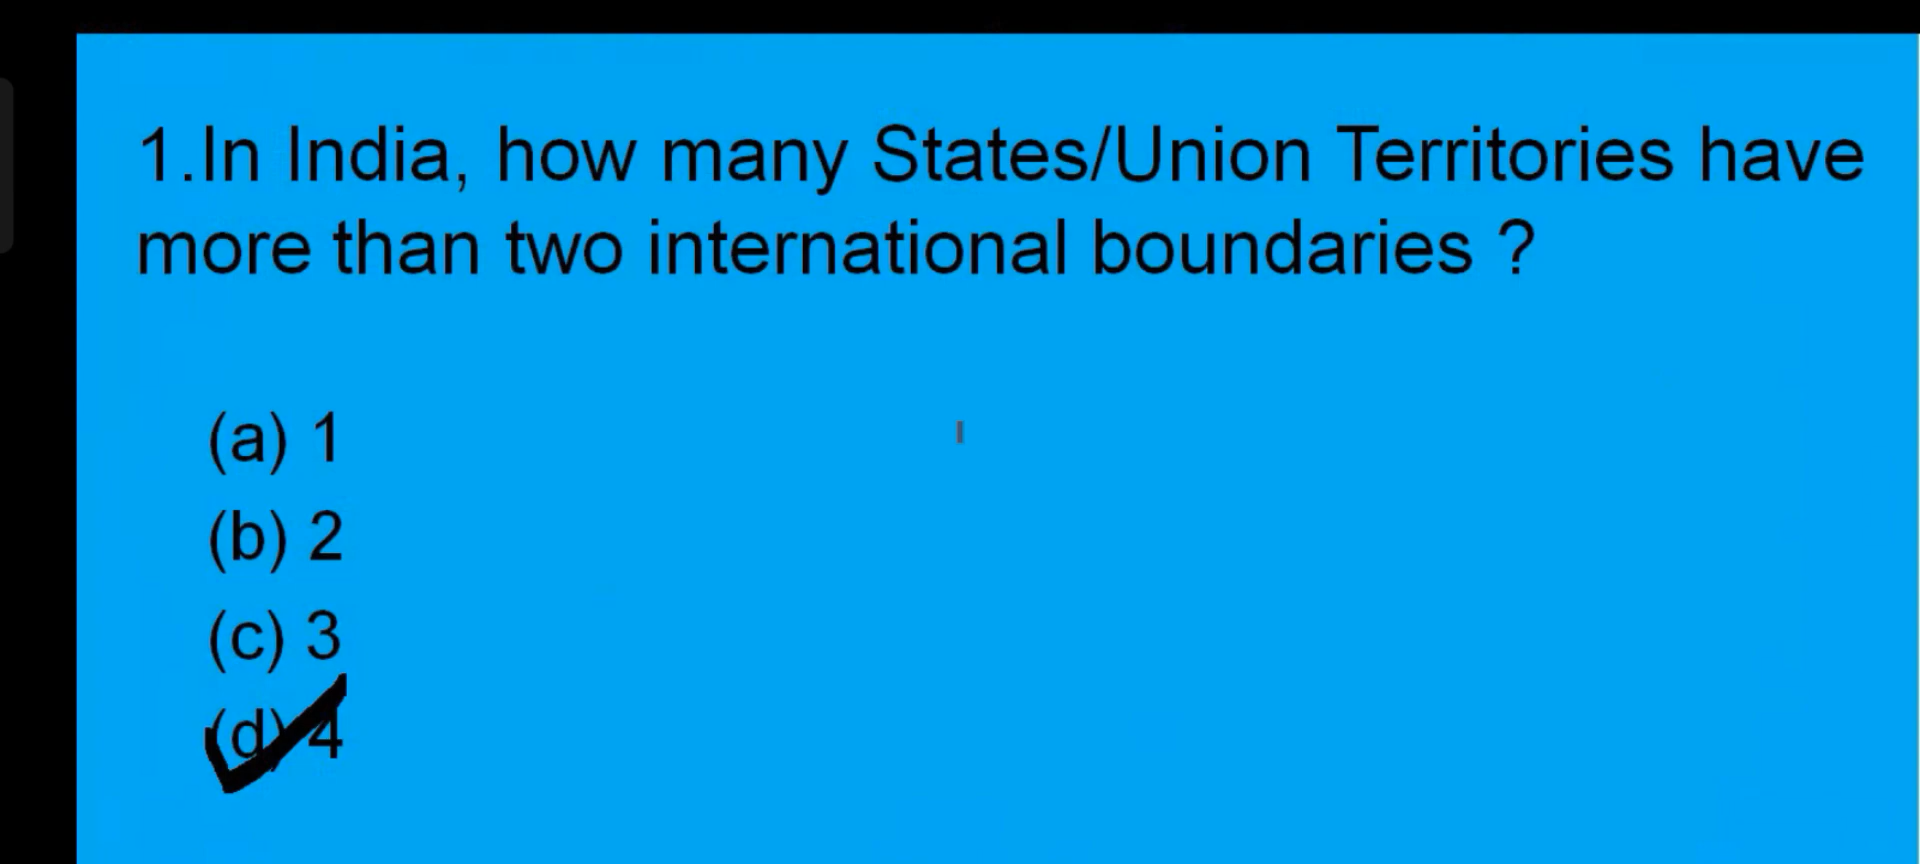 1.In India, how many States/Union Territories have
more than two international boundaries ?
(a) 1
(b) 2
(c) 3
(d) 4